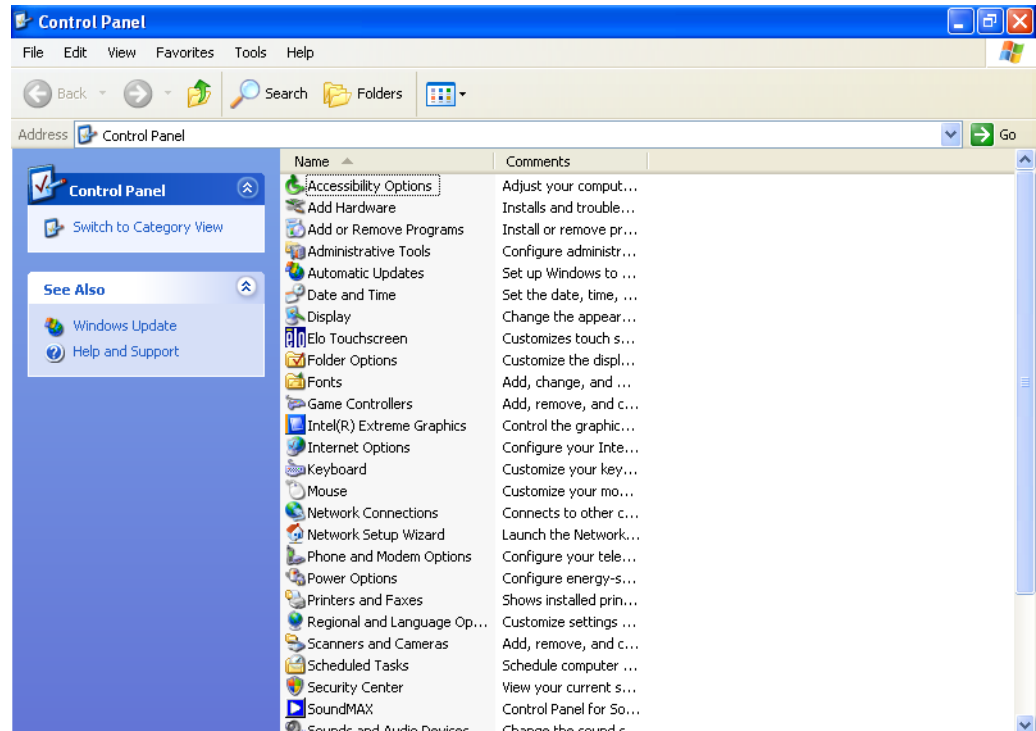 Control Panel
File Edit View Favorites Tools Help
Back Search Folders
Address Control Panel Go
Control Panel
Switch to Category View
See Also
Windows Update
Help and Support
Name Comments
Accessibility Options Adjust your comput...
Add Hardware Installs and trouble...
Add or Remove Programs Install or remove pr...
Administrative Tools Configure administr...
Automatic Updates Set up Windows to ...
Date and Time Set the date, time, ...
Display Change the appear...
elo Elo Touchscreen Customizes touch s...
Folder Options Customize the displ...
Fonts Add, change, and ...
Game Controllers Add, remove, and c...
Intel(R) Extreme Graphics Control the graphic...
Internet Options Configure your Inte...
Keyboard Customize your key...
Mouse Customize your mo...
Network Connections Connects to other c...
Network Setup Wizard Launch the Network...
Phone and Modem Options Configure your tele...
Power Options Configure energy-s...
Printers and Faxes Shows installed prin...
Regional and Language Op... Customize settings ...
Scanners and Cameras Add, remove, and c...
Scheduled Tasks Schedule computer ...
Security Center View your current s...
SoundMAX Control Panel for So...
Sounds and Audio Devices Change the sound s...